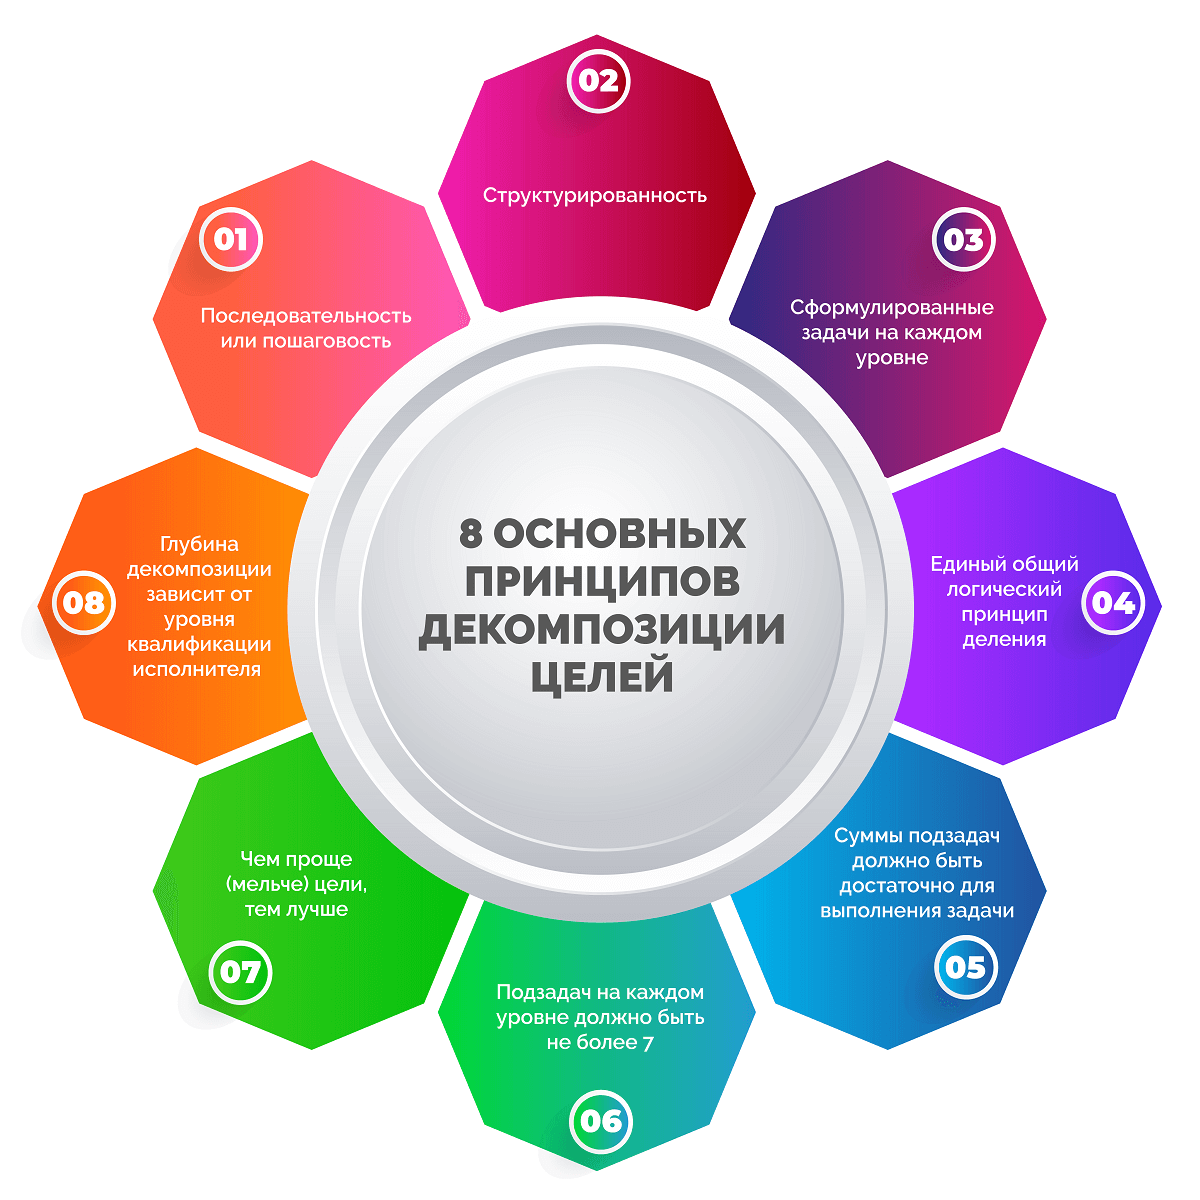 8 ОСНОВНЫХ
ПРИНЦИПОВ
ДЕКОМПОЗИЦИИ
ЦЕЛЕЙ
01
Последовательность
или пошаговость
02
Структурированность
03
Сформулированные
задачи на каждом
уровне
04
Единый общий
логический
принцип
деления
05
Суммы подзадач
должно быть
достаточно для
выполнения задачи
06
Подзадач на каждом
уровне должно быть
не более 7
07
Чем проще
(мельче) цели,
тем лучше
08
Глубина
декомпозиции
зависит от
уровня
квалификации
исполнителя